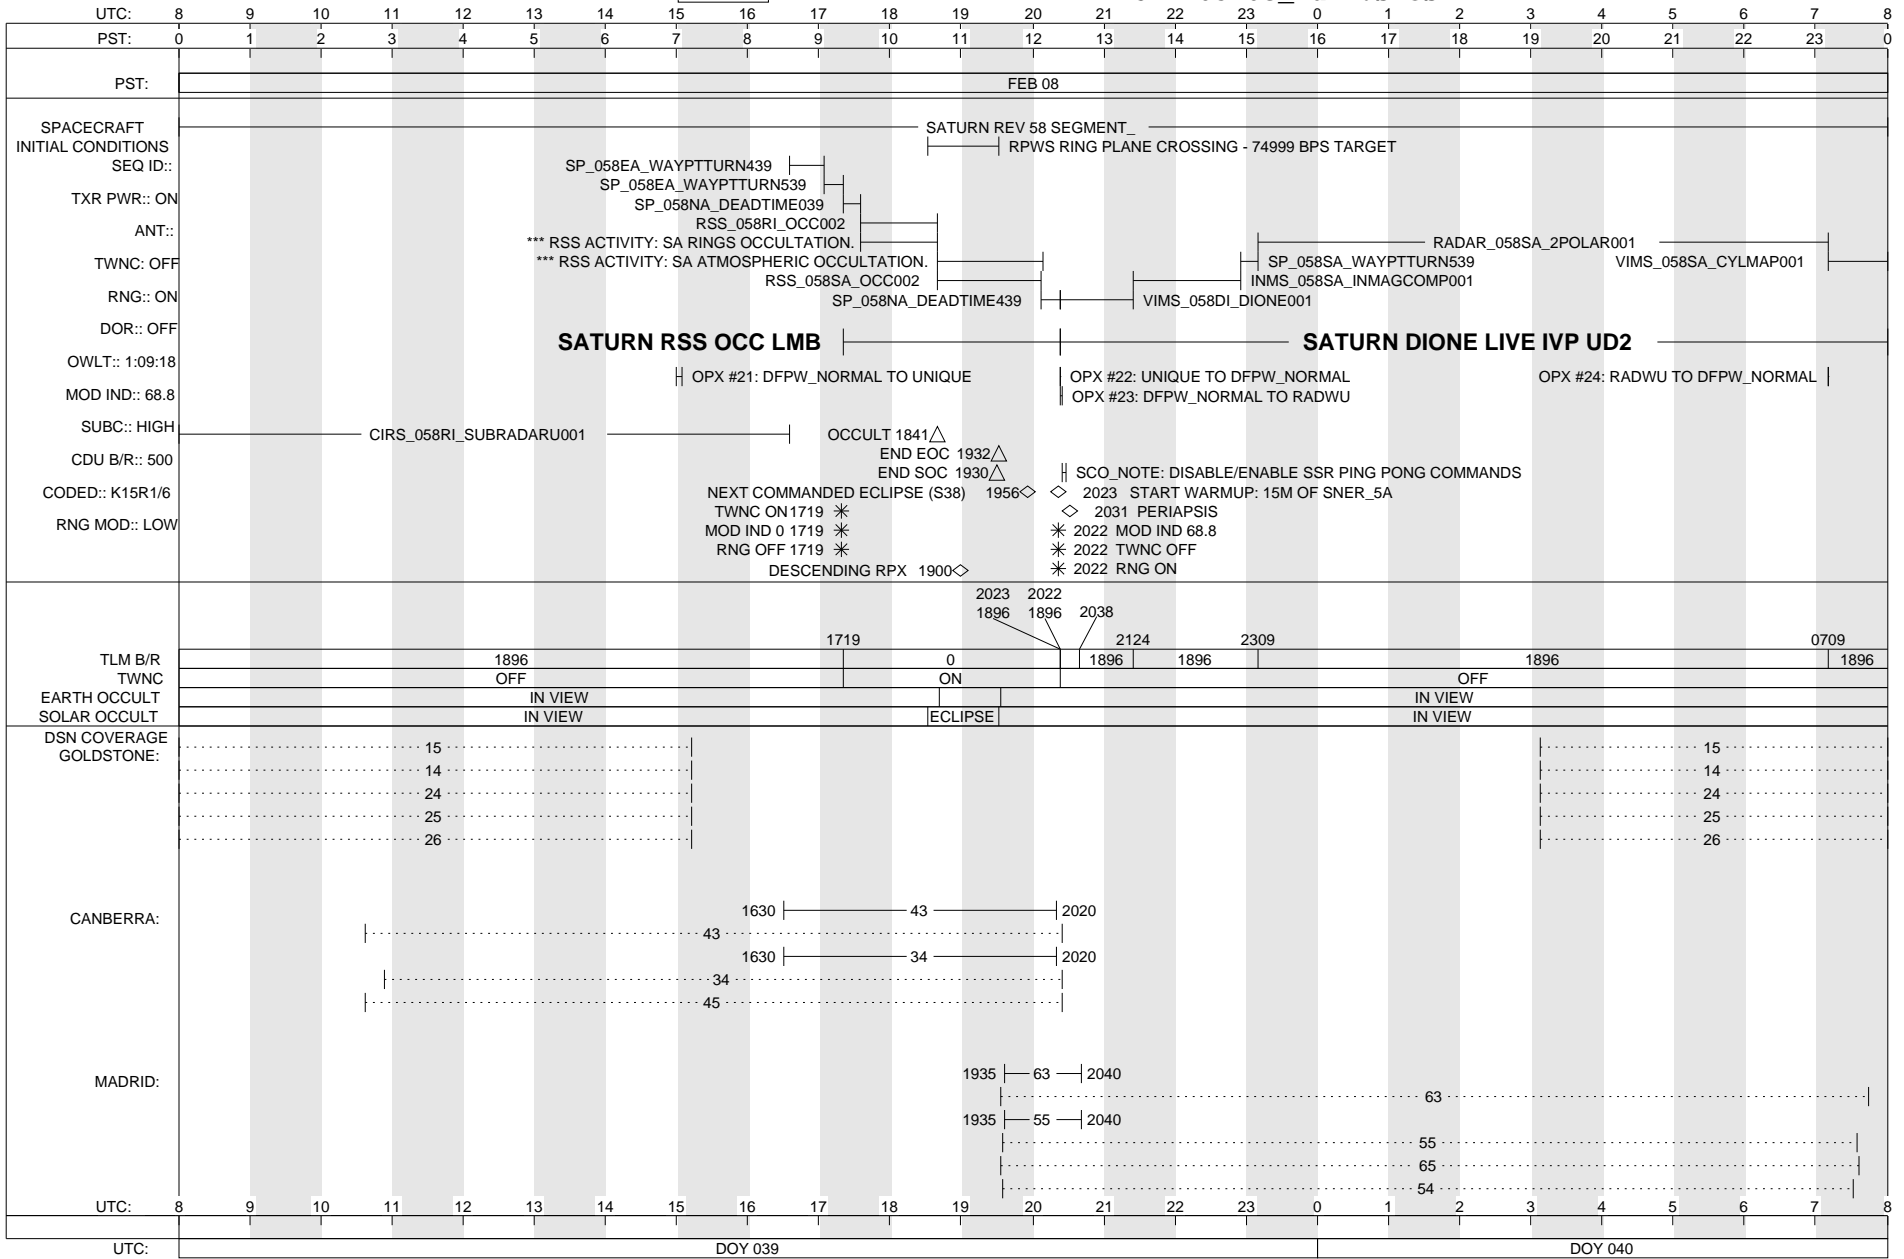 UTC: 8 9 10 11 12 13 14 15 16 17 18 19 20 21 22 23 0 1 2 3 4 5 6 7 8
PST: 0 1 2 3 4 5 6 7 8 9 10 11 12 13 14 15 16 17 18 19 20 21 22 23 0
PST: FEB 08
SPACECRAFT SATURN REV 58 SEGMENT_
INITIAL CONDITIONS RPWS RING PLANE CROSSING - 74999 BPS TARGET
SEQ ID:: SP_058EA_WAYPTTURN439
SP_058EA_WAYPTTURN539
TXR PWR:: ON SP_058NA_DEADTIME039
RSS_058RI_OCC002
ANT::
*** RSS ACTIVITY: SA RINGS OCCULTATION. RADAR_058SA_2POLAR001
TWNC: OFF *** RSS ACTIVITY: SA ATMOSPHERIC OCCULTATION. SP_058SA_WAYPTTURN539 VIMS_058SA_CYLMAP001
RSS_058SA_OCC002 INMS_058SA_INMAGCOMP001
RNG:: ON SP_058NA_DEADTIME439 VIMS_058DI_DIONE001
DOR:: OFF
SATURN RSS OCC LMB SATURN DIONE LIVE IVP UD2
OWLT:: 1:09:18
OPX #21: DFPW_NORMAL TO UNIQUE OPX #22: UNIQUE TO DFPW_NORMAL OPX #24: RADWU TO DFPW_NORMAL
MOD IND:: 68.8 OPX #23: DFPW_NORMAL TO RADWU
SUBC:: HIGH CIRS_058RI_SUBRADARU001 OCCULT 1841
END EOC 1932
CDU B/R:: 500 END SOC 1930 SCO_NOTE: DISABLE/ENABLE SSR PING PONG COMMANDS
CODED:: K15R1/6 NEXT COMMANDED ECLIPSE (S38) 1956 2023 START WARMUP: 15M OF SNER_5A
TWNC ON 1719 2031 PERIAPSIS
RNG MOD:: LOW MOD IND 0 1719 2022 MOD IND 68.8
RNG OFF 1719 2022 TWNC OFF
DESCENDING RPX 1900 2022 RNG ON
2023 2022
1896 1896 2038
1719 2124 2309 0709
TLM B/R 1896 0 1896 1896 1896 1896
TWNC OFF ON OFF
EARTH OCCULT IN VIEW IN VIEW
SOLAR OCCULT IN VIEW ECLIPSE IN VIEW
DSN COVERAGE
GOLDSTONE: 15 15
14 14
24 24
25 25
26 26
CANBERRA: 1630 43 2020
43
1630 34 2020
34
45
MADRID: 1935 63 2040
63
1935 55 2040
55
65
54
UTC: 8 9 10 11 12 13 14 15 16 17 18 19 20 21 22 23 0 1 2 3 4 5 6 7 8
UTC: DOY 039 DOY 040